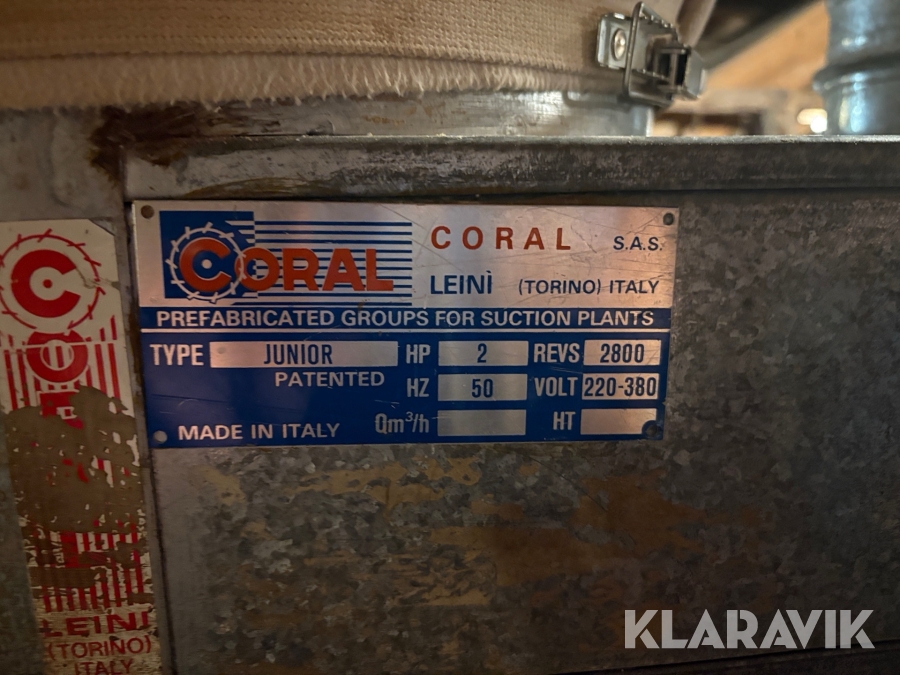 CORAL
CORAL S.A.S.
LEINÌ (TORINO) ITALY
PREFABRICATED GROUPS FOR SUCTION PLANTS
TYPE JUNIOR HP 2 REVS 2800
PATENTED HZ 50 VOLT 220-380
MADE IN ITALY Qm³/h HT
C
O
LEINI
(TORINO)
ITALY
KLARAVIK